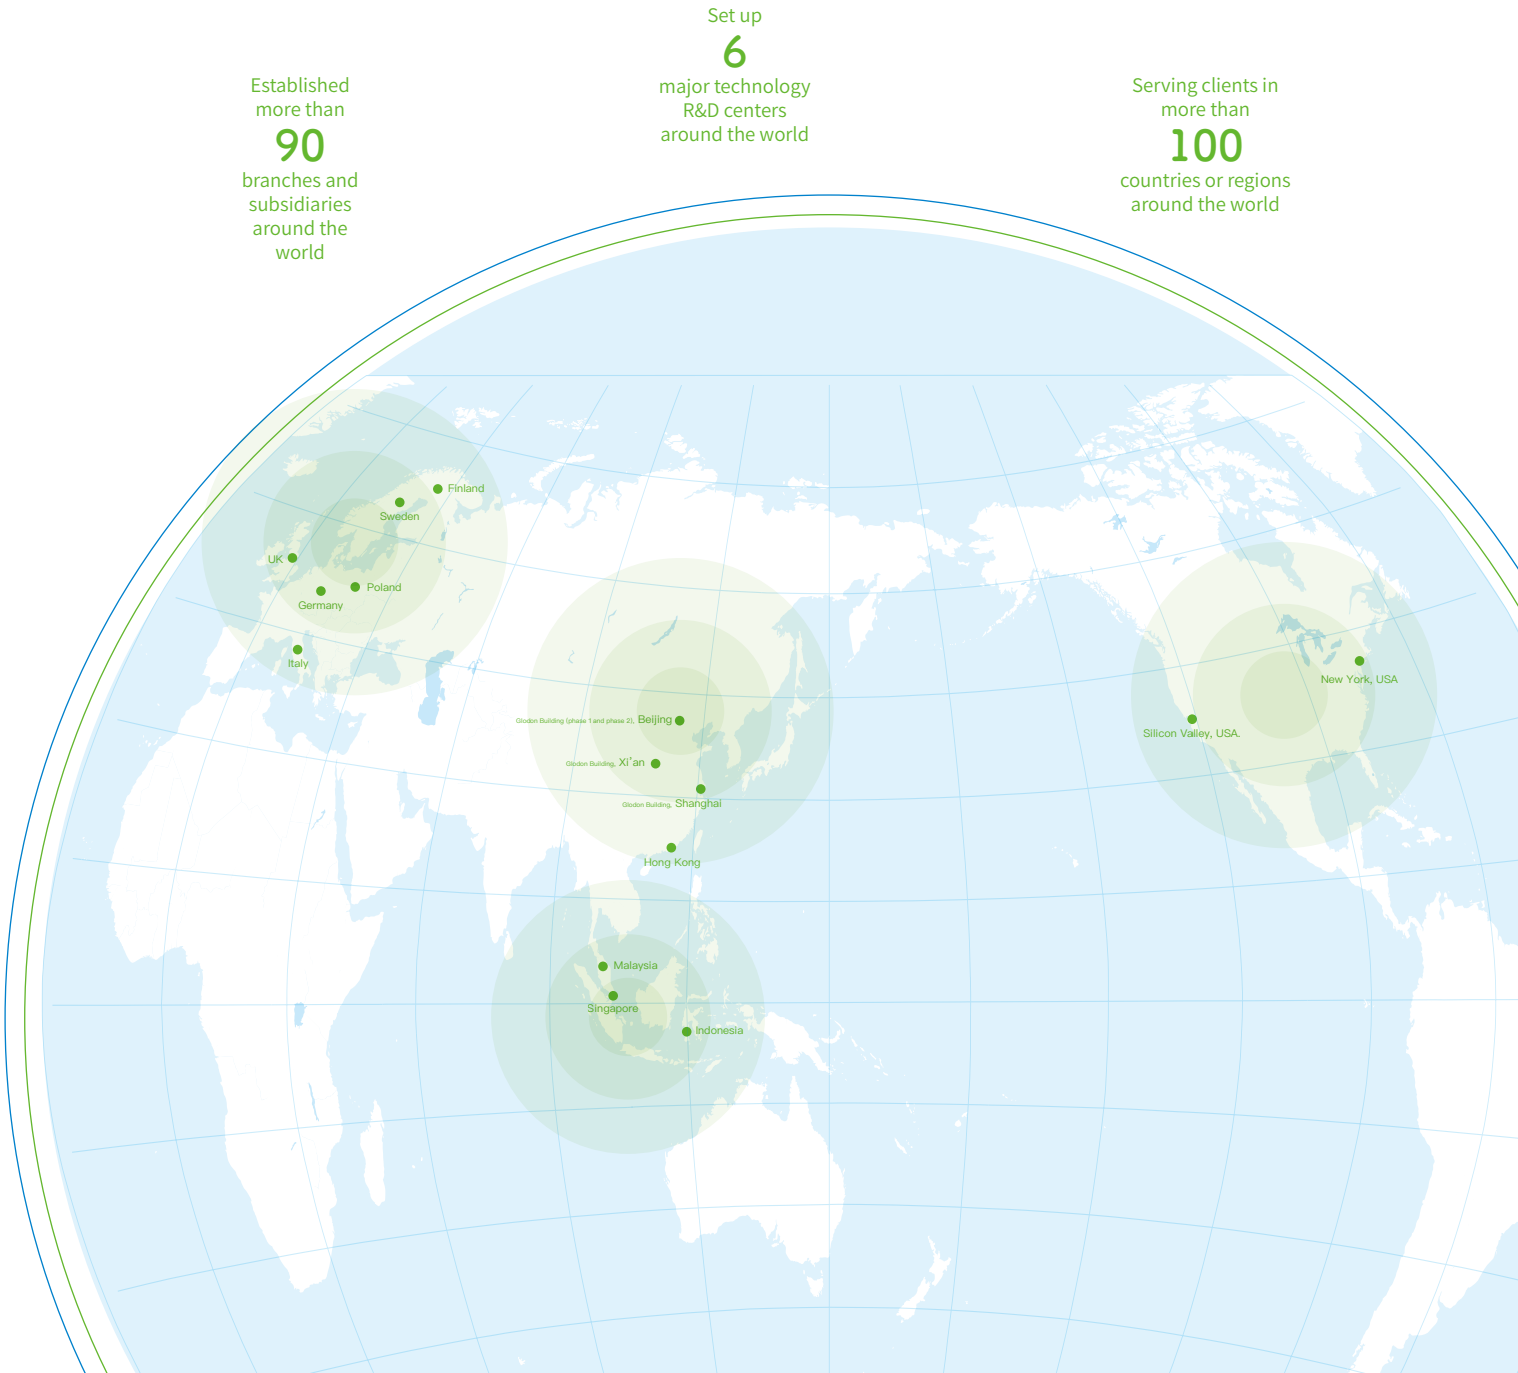 Set up
6
major technology
R&D centers
around the world
Established
more than
90
branches and
subsidiaries
around the
world
Serving clients in
more than
100
countries or regions
around the world
Finland
Sweden
UK
Poland
Germany
Italy
New York, USA
Silicon Valley, USA.
Glodon Building (phase 1 and phase 2), Beijing
Glodon Building, Xi'an
Glodon Building, Shanghai
Hong Kong
Malaysia
Singapore
Indonesia